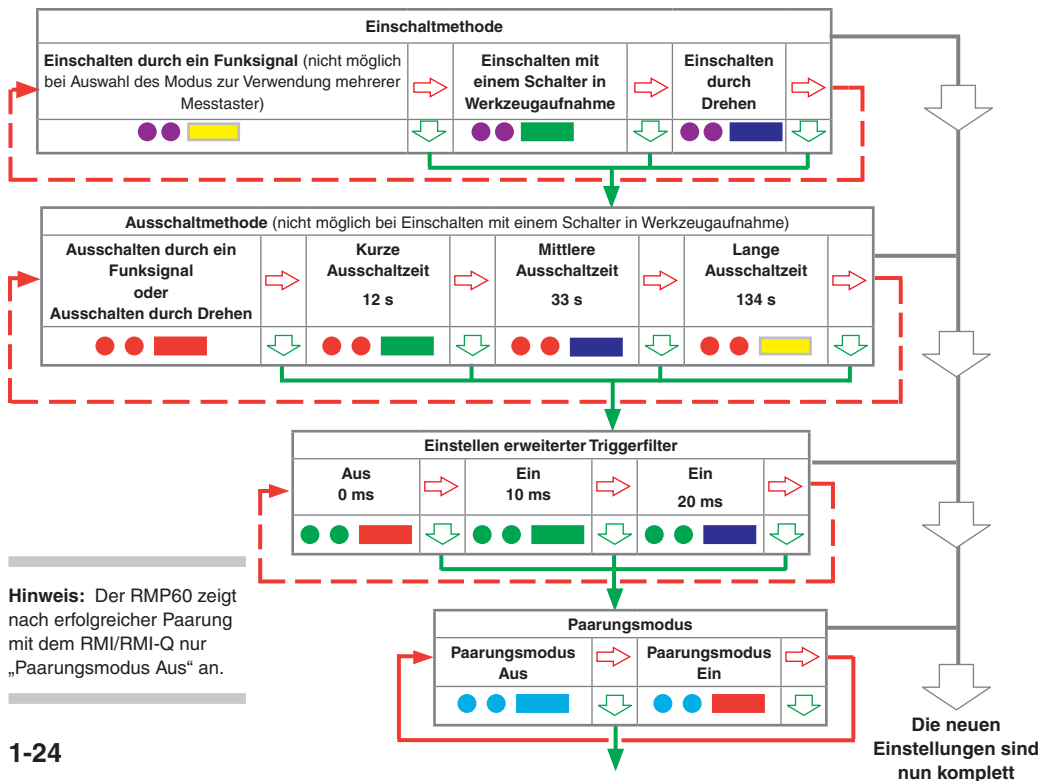 Einschaltmethode
Einschalten durch ein Funksignal (nicht möglich
bei Auswahl des Modus zur Verwendung mehrerer
Messtaster)
Einschalten mit
einem Schalter in
Werkzeugaufnahme
Einschalten
durch
Drehen
Ausschaltmethode (nicht möglich bei Einschalten mit einem Schalter in Werkzeugaufnahme)
Ausschalten durch ein
Funksignal
oder
Ausschalten durch Drehen
Kurze
Ausschaltzeit
12 s
Mittlere
Ausschaltzeit
33 s
Lange
Ausschaltzeit
134 s
Einstellen erweiterter Triggerfilter
Aus
0 ms
Ein
10 ms
Ein
20 ms
Hinweis: Der RMP60 zeigt
nach erfolgreicher Paarung
mit dem RMI/RMI-Q nur
„Paarungsmodus Aus“ an.
Paarungsmodus
Paarungsmodus
Aus
Paarungsmodus
Ein
Die neuen
Einstellungen sind
nun komplett
1-24